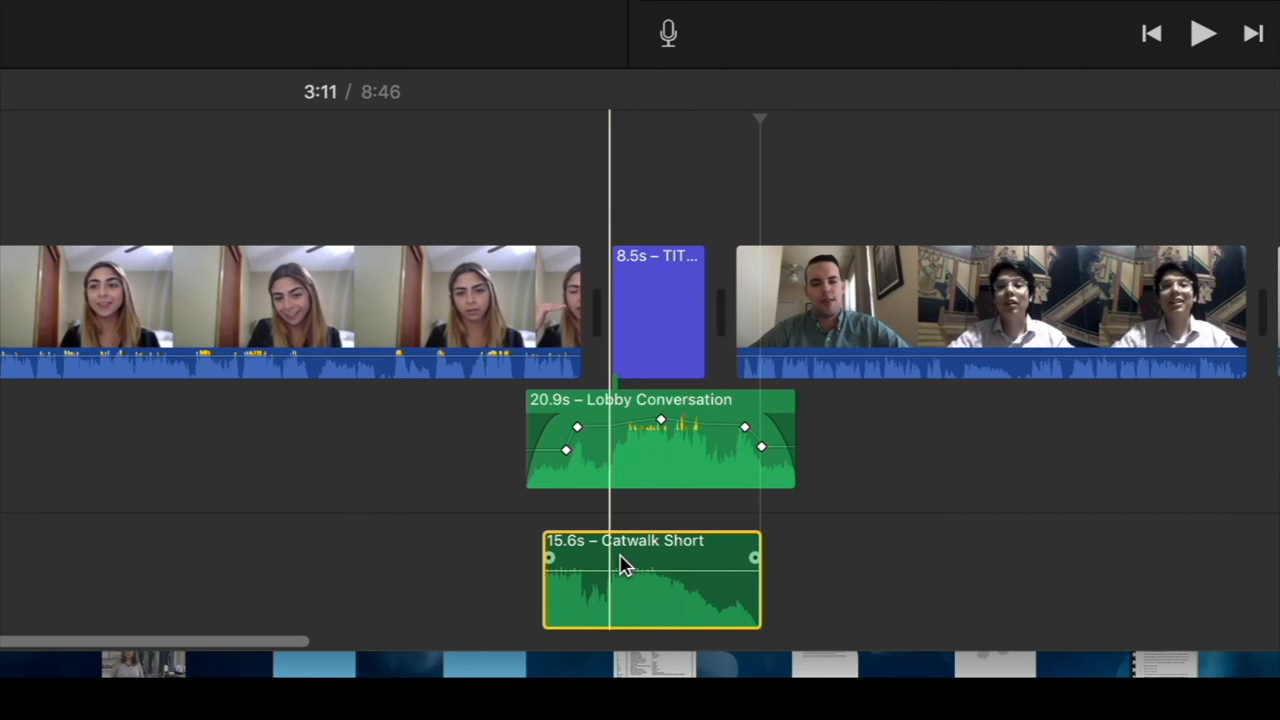 3:11 / 8:46
8.5s – TIT...
20.9s – Lobby Conversation
15.6s – Catwalk Short